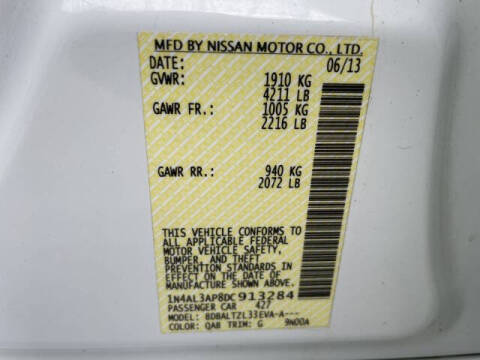 MFD BY NISSAN MOTOR CO., LTD.
DATE: 06/13
GVWR: 1910 KG
4211 LB
GAWR FR.: 1005 KG
2216 LB
GAWR RR.: 940 KG
2072 LB
THIS VEHICLE CONFORMS TO
ALL APPLICABLE FEDERAL
MOTOR VEHICLE SAFETY,
BUMPER, AND THEFT
PREVENTION STANDARDS IN
EFFECT ON THE DATE OF
MANUFACTURE SHOWN ABOVE.
1N4AL3AP8DC913284
PASSENGER CAR 427
MODEL: BDBALTZL33EVA-A---
COLOR: QAB TRIM: G 9N00A